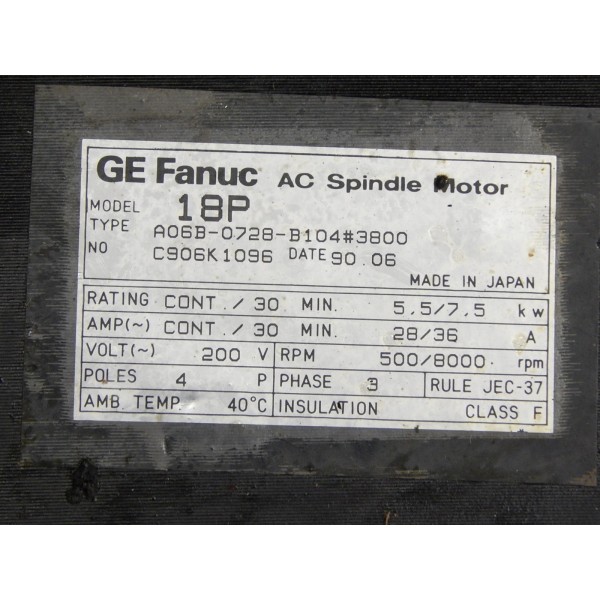 GE Fanuc AC Spindle Motor
MODEL 18P
TYPE A06B-0728-B104#3800
NO C906K1096 DATE 90.06
MADE IN JAPAN
RATING CONT. / 30 MIN. 5.5/7.5 kw
AMP(~) CONT. / 30 MIN. 28/36 A
VOLT(~) 200 V RPM 500/8000 rpm
POLES 4 P PHASE 3 RULE JEC-37
AMB TEMP. 40°C INSULATION CLASS F